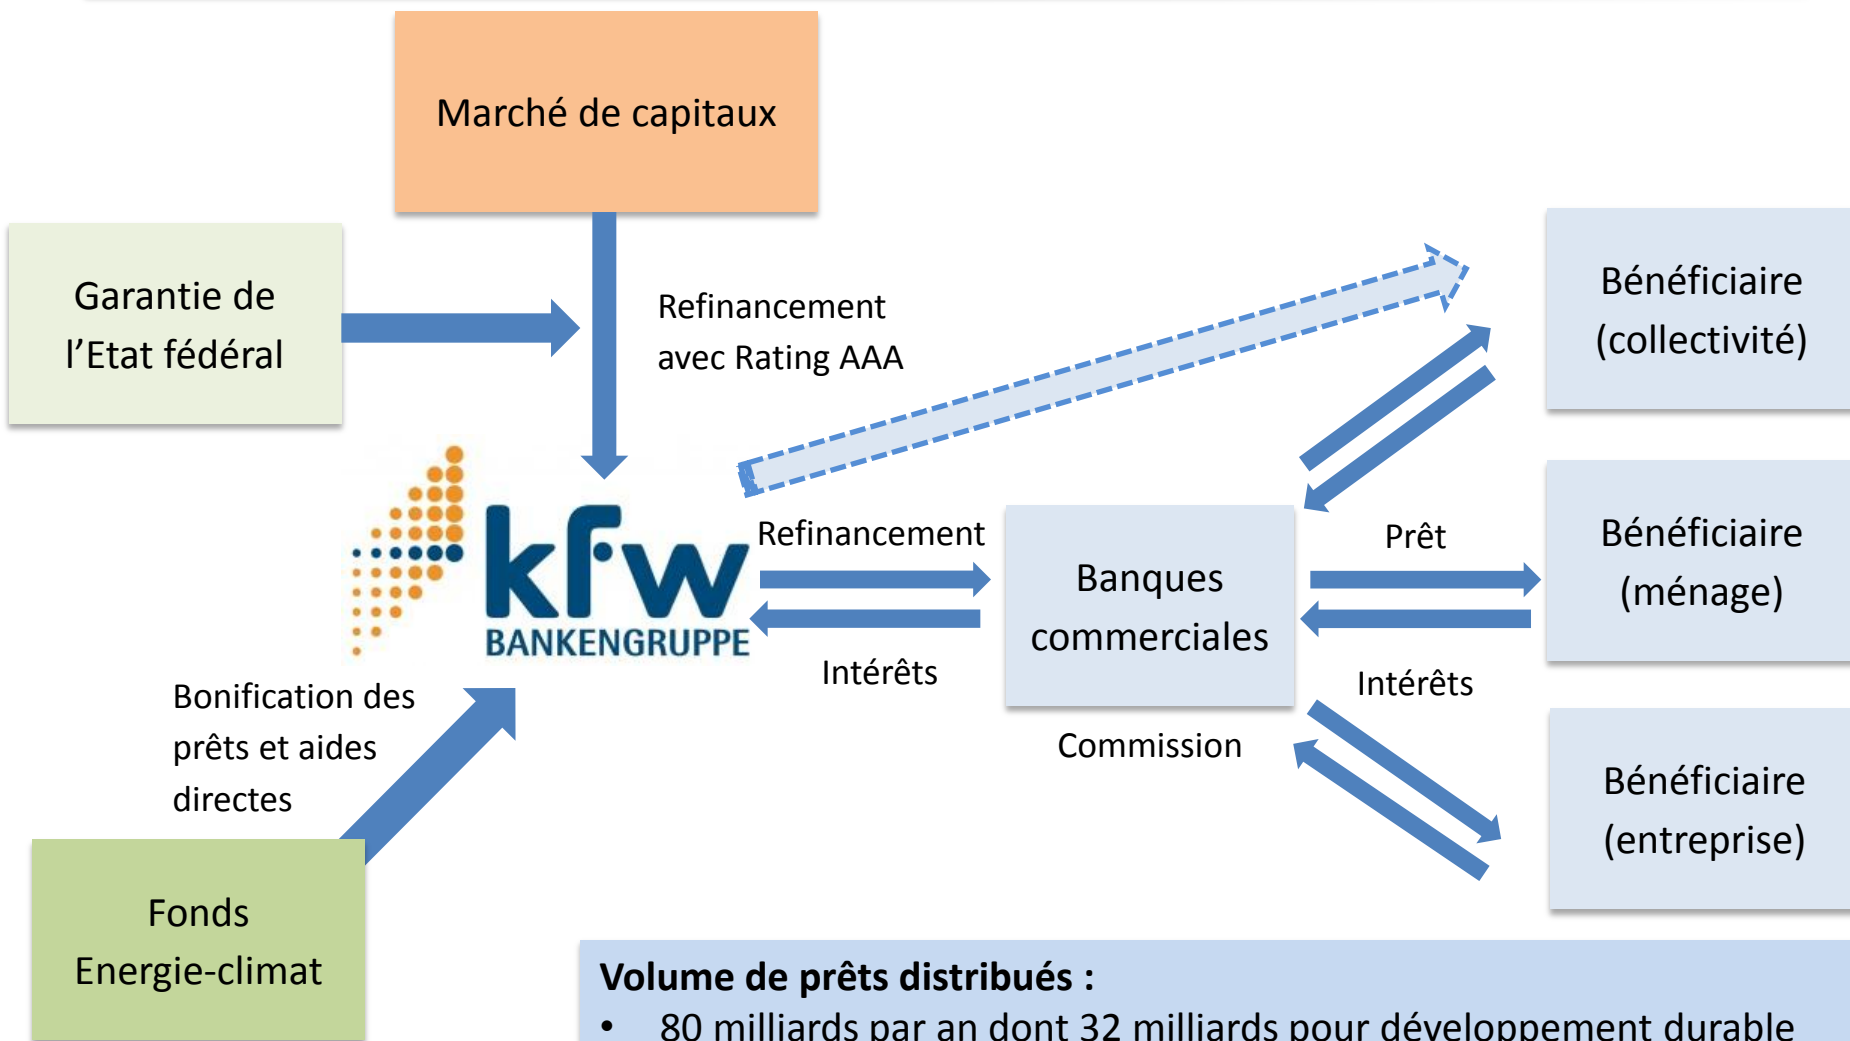 Marché de capitaux
Garantie de
l’Etat fédéral
Refinancement
avec Rating AAA
Bénéficiaire
(collectivité)
kfw
BANKENGRUPPE
Refinancement
Intérêts
Banques
commerciales
Commission
Prêt
Intérêts
Bénéficiaire
(ménage)
Bénéficiaire
(entreprise)
Bonification des
prêts et aides
directes
Fonds
Energie-climat
Volume de prêts distribués :
• 80 milliards par an dont 32 milliards pour développement durable